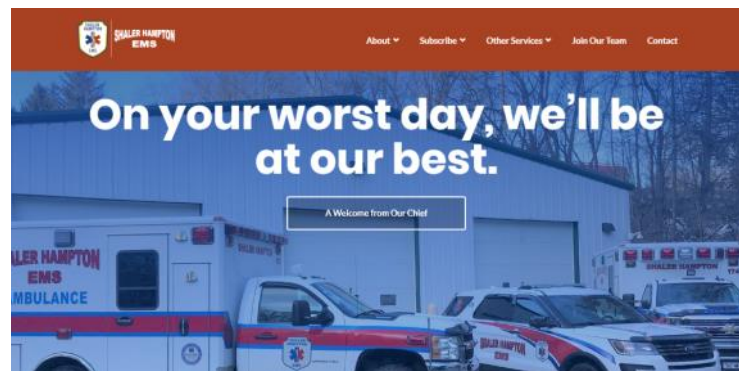 SHALER HAMPTON
EMS
About
Subscribe
Other Services
Join Our Team
Contact
On your worst day, we'll be
at our best.
A Welcome from Our Chief
ALER HAMPTON
EMS
MBULANCE
SHALER HAMPTON
174
SHALER HAMPTON
EMS